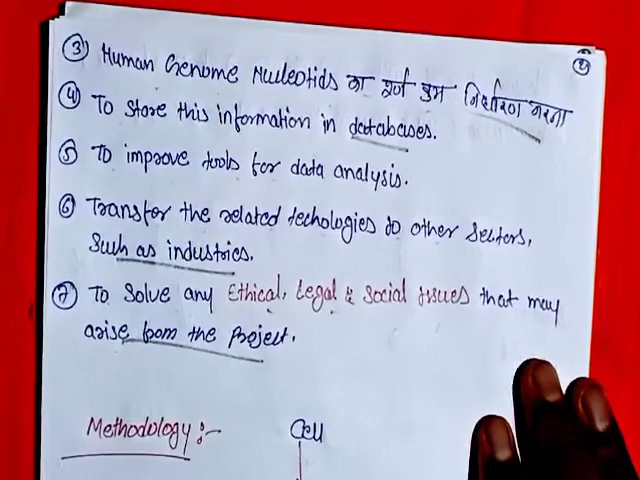 (2)
(3) Human Genome Nucleotids का पूर्ण क्रम निर्धारण करना
(4) To store this information in databases.
(5) To improve tools for data analysis.
(6) Transfer the related techologies to other sectors,
Such as industries.
(7) To Solve any Ethical, Legal & Social Issues that may
arise from the Project.
Methodology :-
Cell